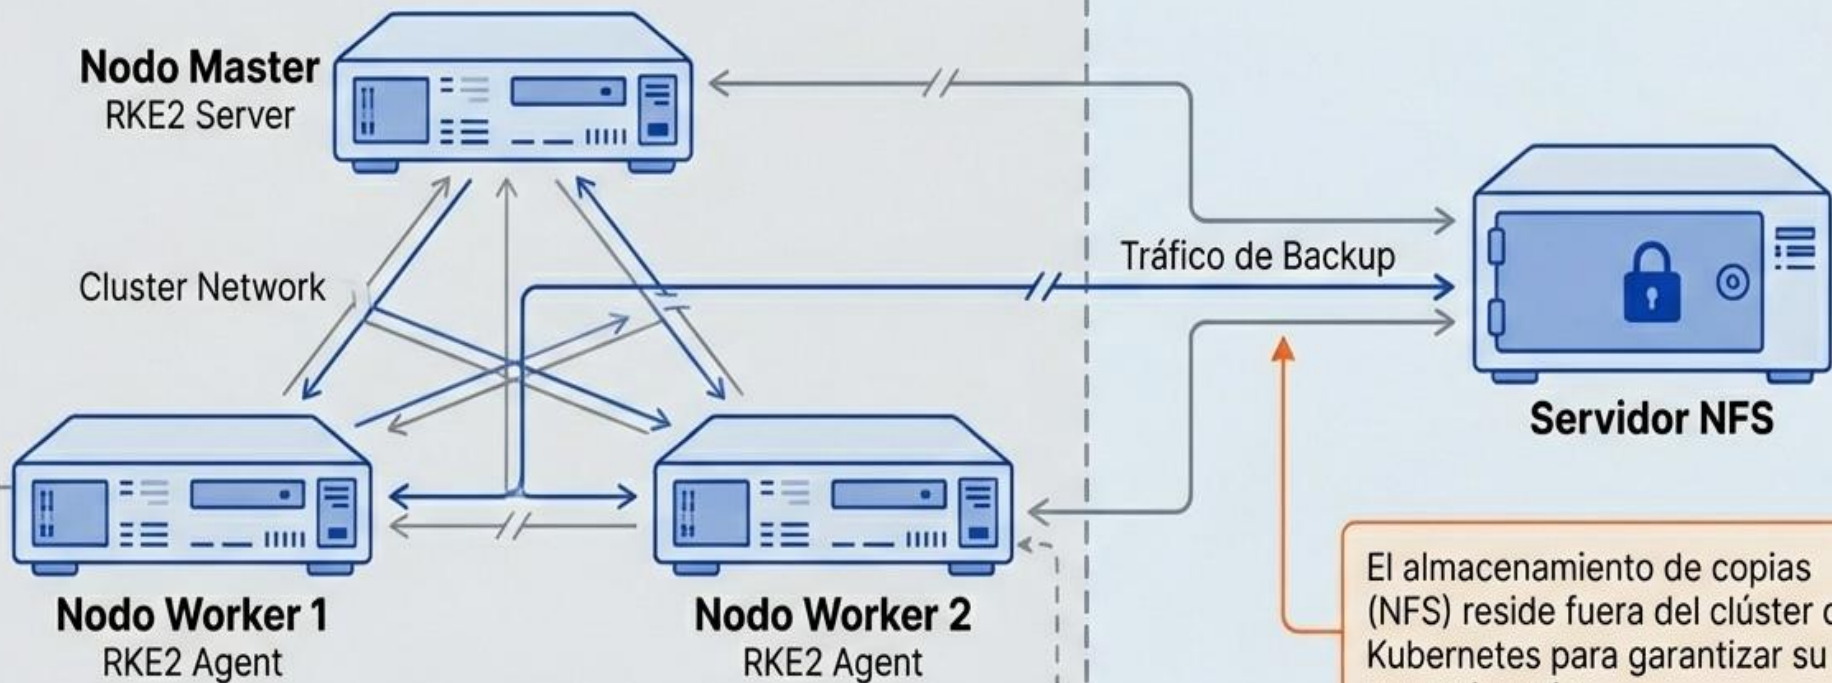 Nodo Master
RKE2 Server
Cluster Network
Tráfico de Backup
Servidor NFS
Nodo Worker 1
RKE2 Agent
Nodo Worker 2
RKE2 Agent
El almacenamiento de copias
(NFS) reside fuera del clúster
Kubernetes para garantizar su